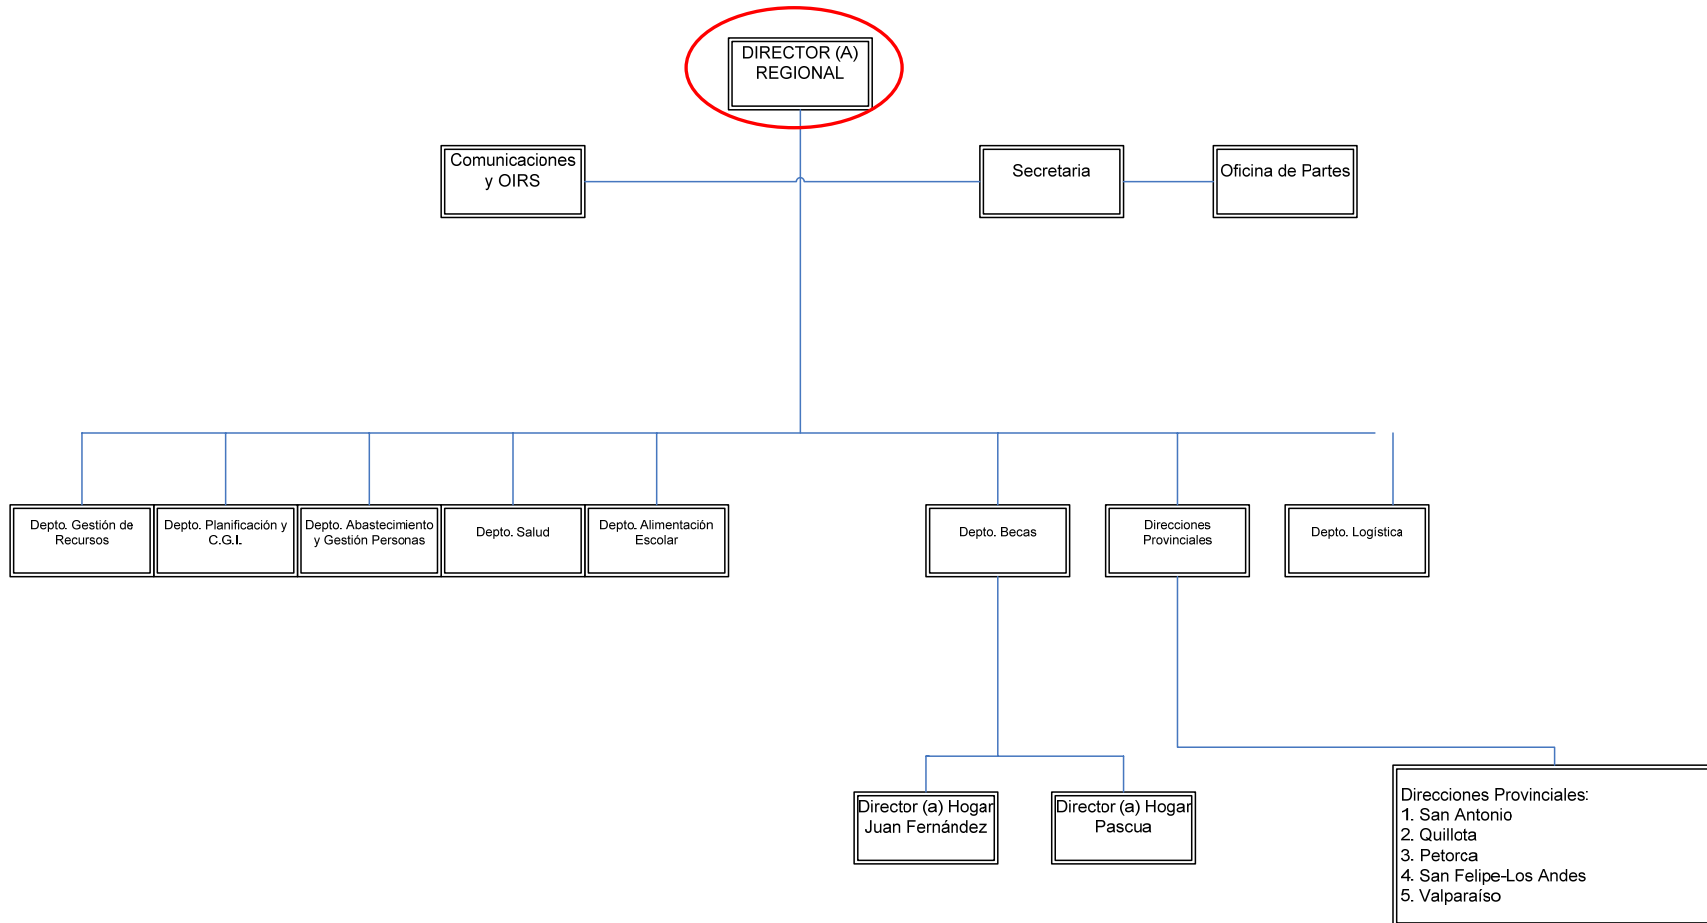 DIRECTOR (A)
REGIONAL
Comunicaciones
y OIRS
Secretaria
Oficina de Partes
Depto. Gestión de
Recursos
Depto. Planificación y
C.G.I.
Depto. Abastecimiento
y Gestión Personas
Depto. Salud
Depto. Alimentación
Escolar
Depto. Becas
Direcciones
Provinciales
Depto. Logística
Director (a) Hogar
Juan Fernández
Director (a) Hogar
Pascua
Direcciones Provinciales:
1. San Antonio
2. Quillota
3. Petorca
4. San Felipe-Los Andes
5. Valparaíso